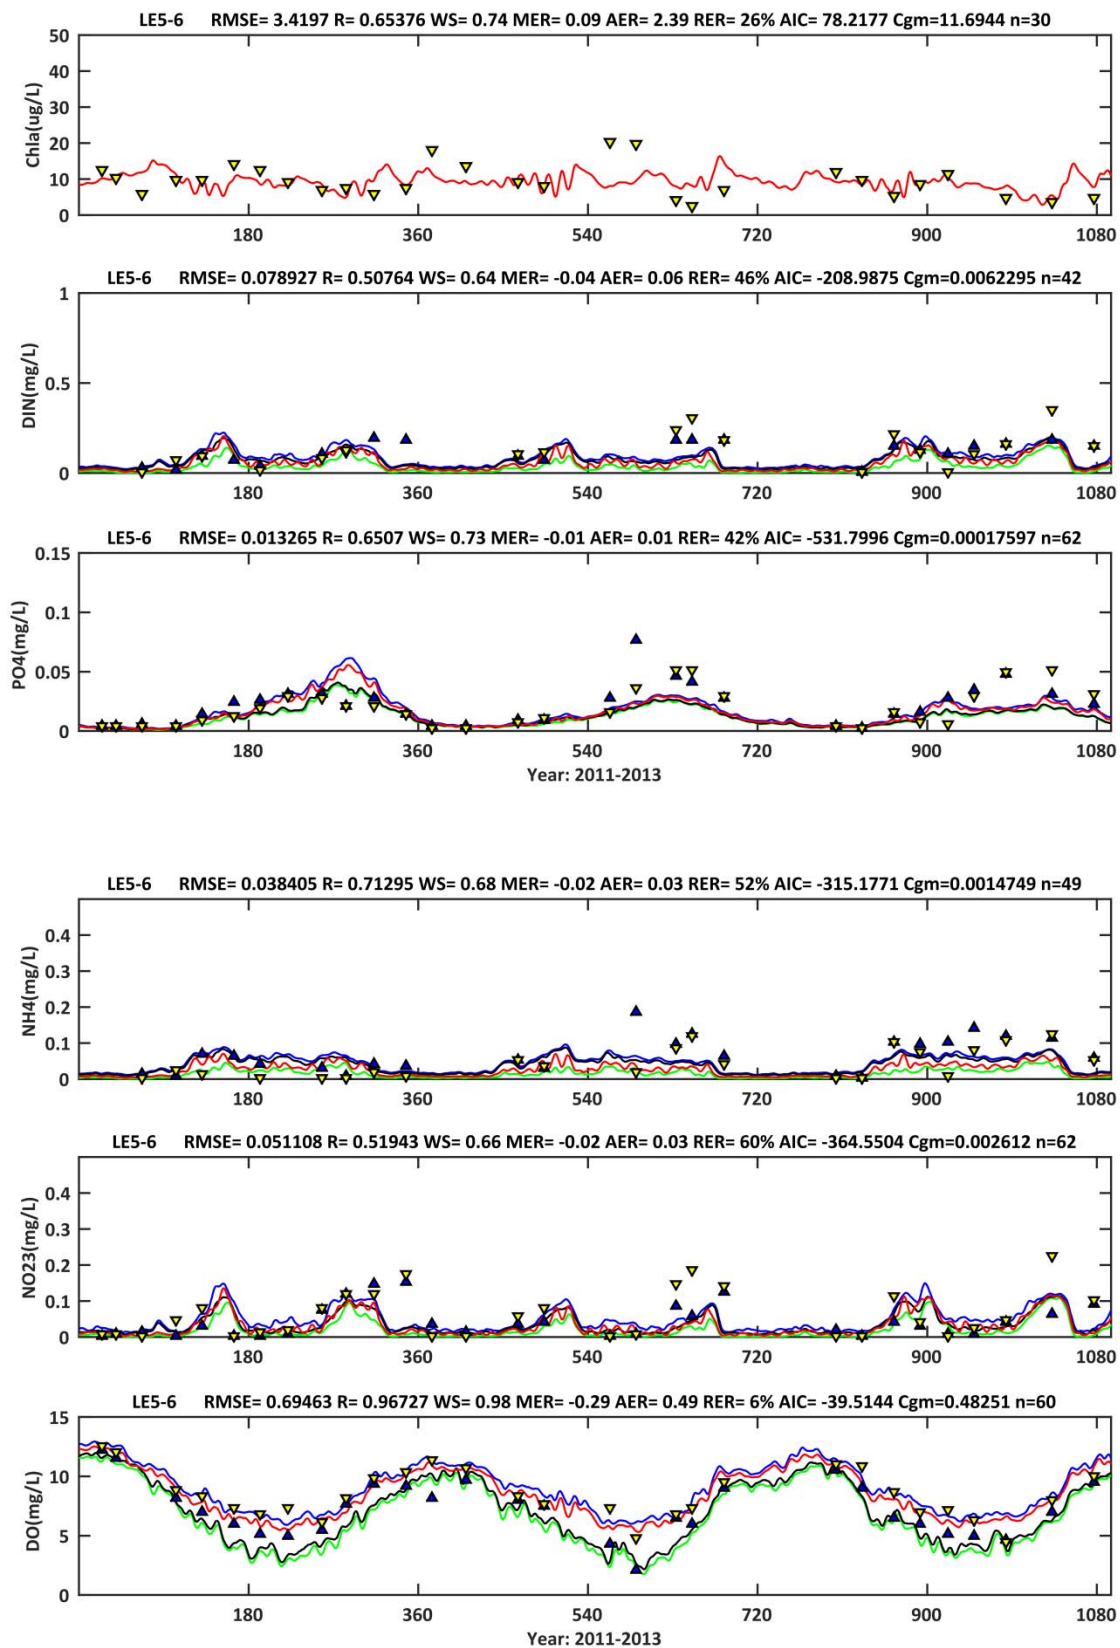 LE5-6 RMSE= 3.4197 R= 0.65376 WS= 0.74 MER= 0.09 AER= 2.39 RER= 26% AIC= 78.2177 Cgm=11.6944 n=30
Chla(ug/L)
50
40
30
20
10
0
180 360 540 720 900 1080
LE5-6 RMSE= 0.078927 R= 0.50764 WS= 0.64 MER= -0.04 AER= 0.06 RER= 46% AIC= -208.9875 Cgm=0.0062295 n=42
DIN(mg/L)
1
0.5
0
180 360 540 720 900 1080
LE5-6 RMSE= 0.013265 R= 0.6507 WS= 0.73 MER= -0.01 AER= 0.01 RER= 42% AIC= -531.7996 Cgm=0.00017597 n=62
PO4(mg/L)
0.15
0.1
0.05
0
180 360 540 720 900 1080
Year: 2011-2013
LE5-6 RMSE= 0.038405 R= 0.71295 WS= 0.68 MER= -0.02 AER= 0.03 RER= 52% AIC= -315.1771 Cgm=0.0014749 n=49
NH4(mg/L)
0.4
0.3
0.2
0.1
0
180 360 540 720 900 1080
LE5-6 RMSE= 0.051108 R= 0.51943 WS= 0.66 MER= -0.02 AER= 0.03 RER= 60% AIC= -364.5504 Cgm=0.002612 n=62
NO23(mg/L)
0.4
0.3
0.2
0.1
0
180 360 540 720 900 1080
LE5-6 RMSE= 0.69463 R= 0.96727 WS= 0.98 MER= -0.29 AER= 0.49 RER= 6% AIC= -39.5144 Cgm=0.48251 n=60
DO(mg/L)
15
10
5
0
180 360 540 720 900 1080
Year: 2011-2013